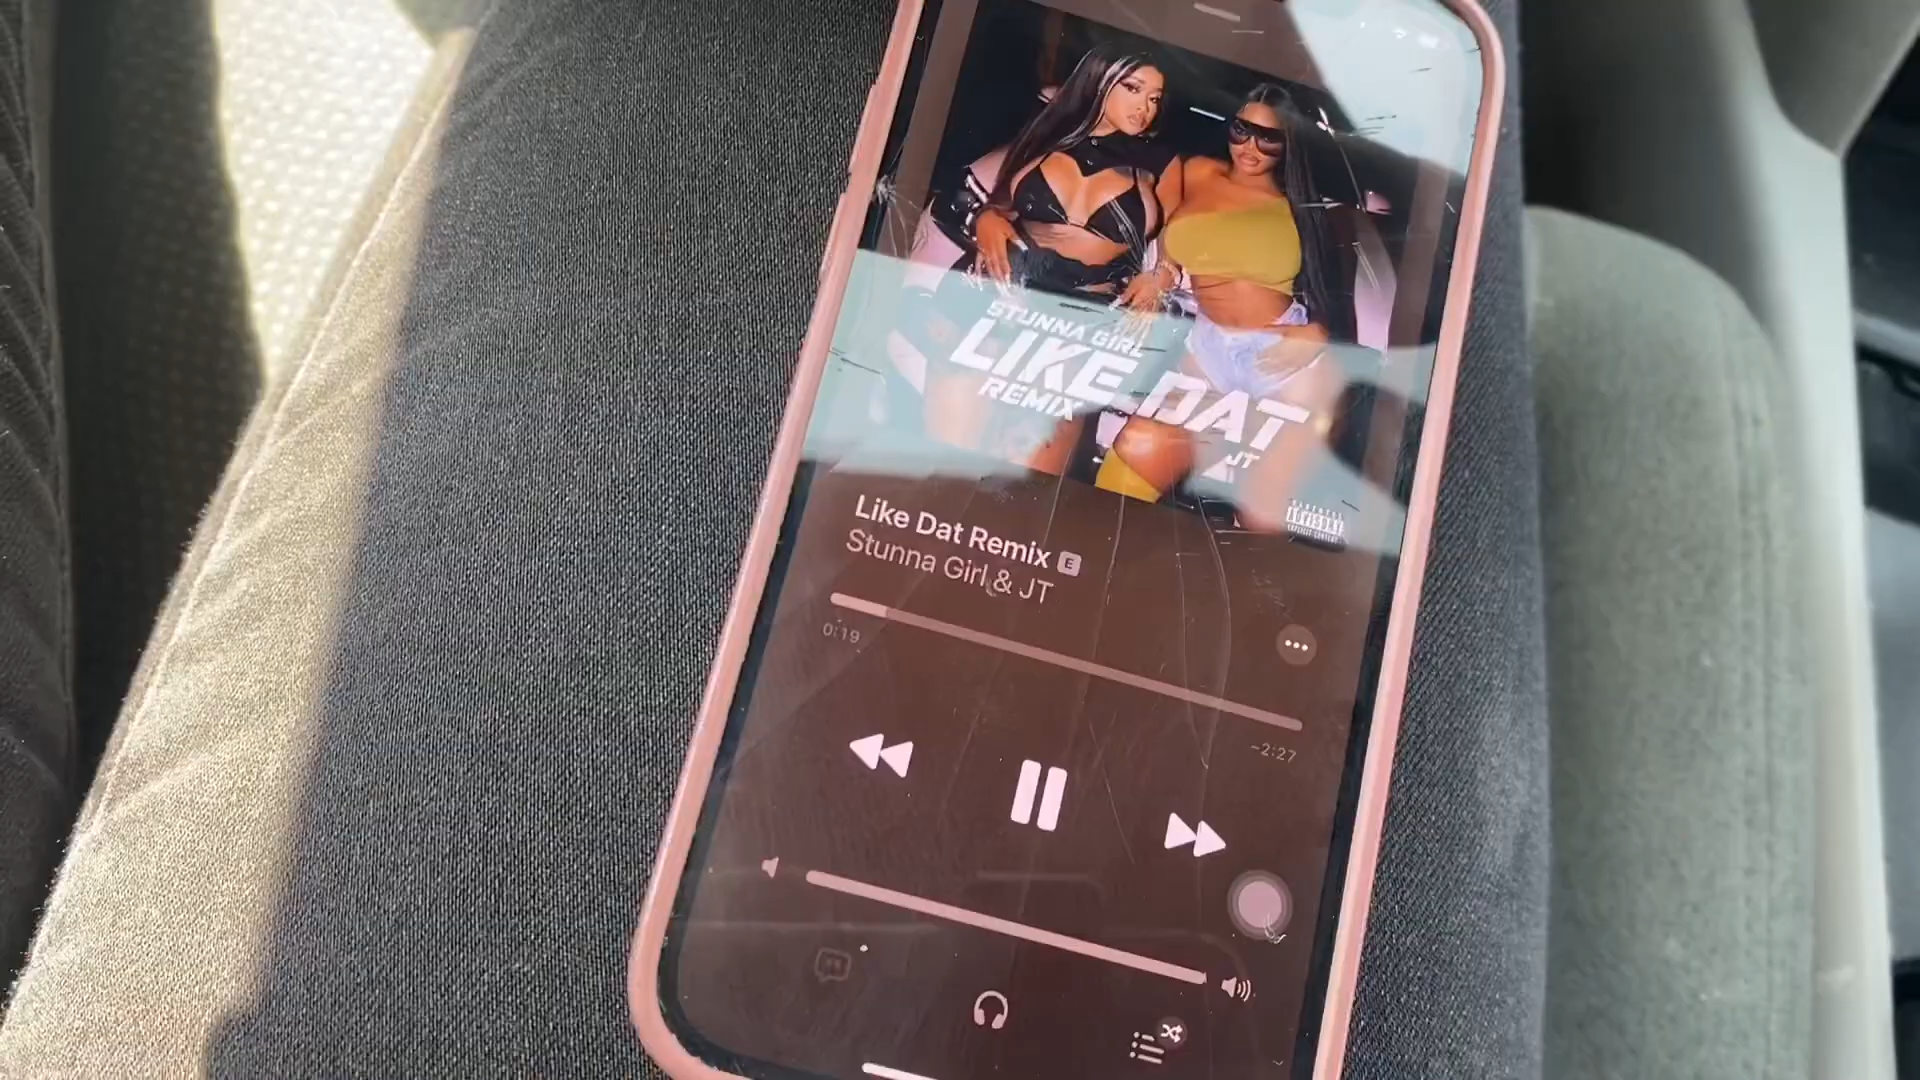 STUNNA GIRL
LIKE DAT
REMIX
JT
ADVISORY
EXPLICIT CONTENT
Like Dat Remix E
Stunna Girl & JT
0:19
-2:27